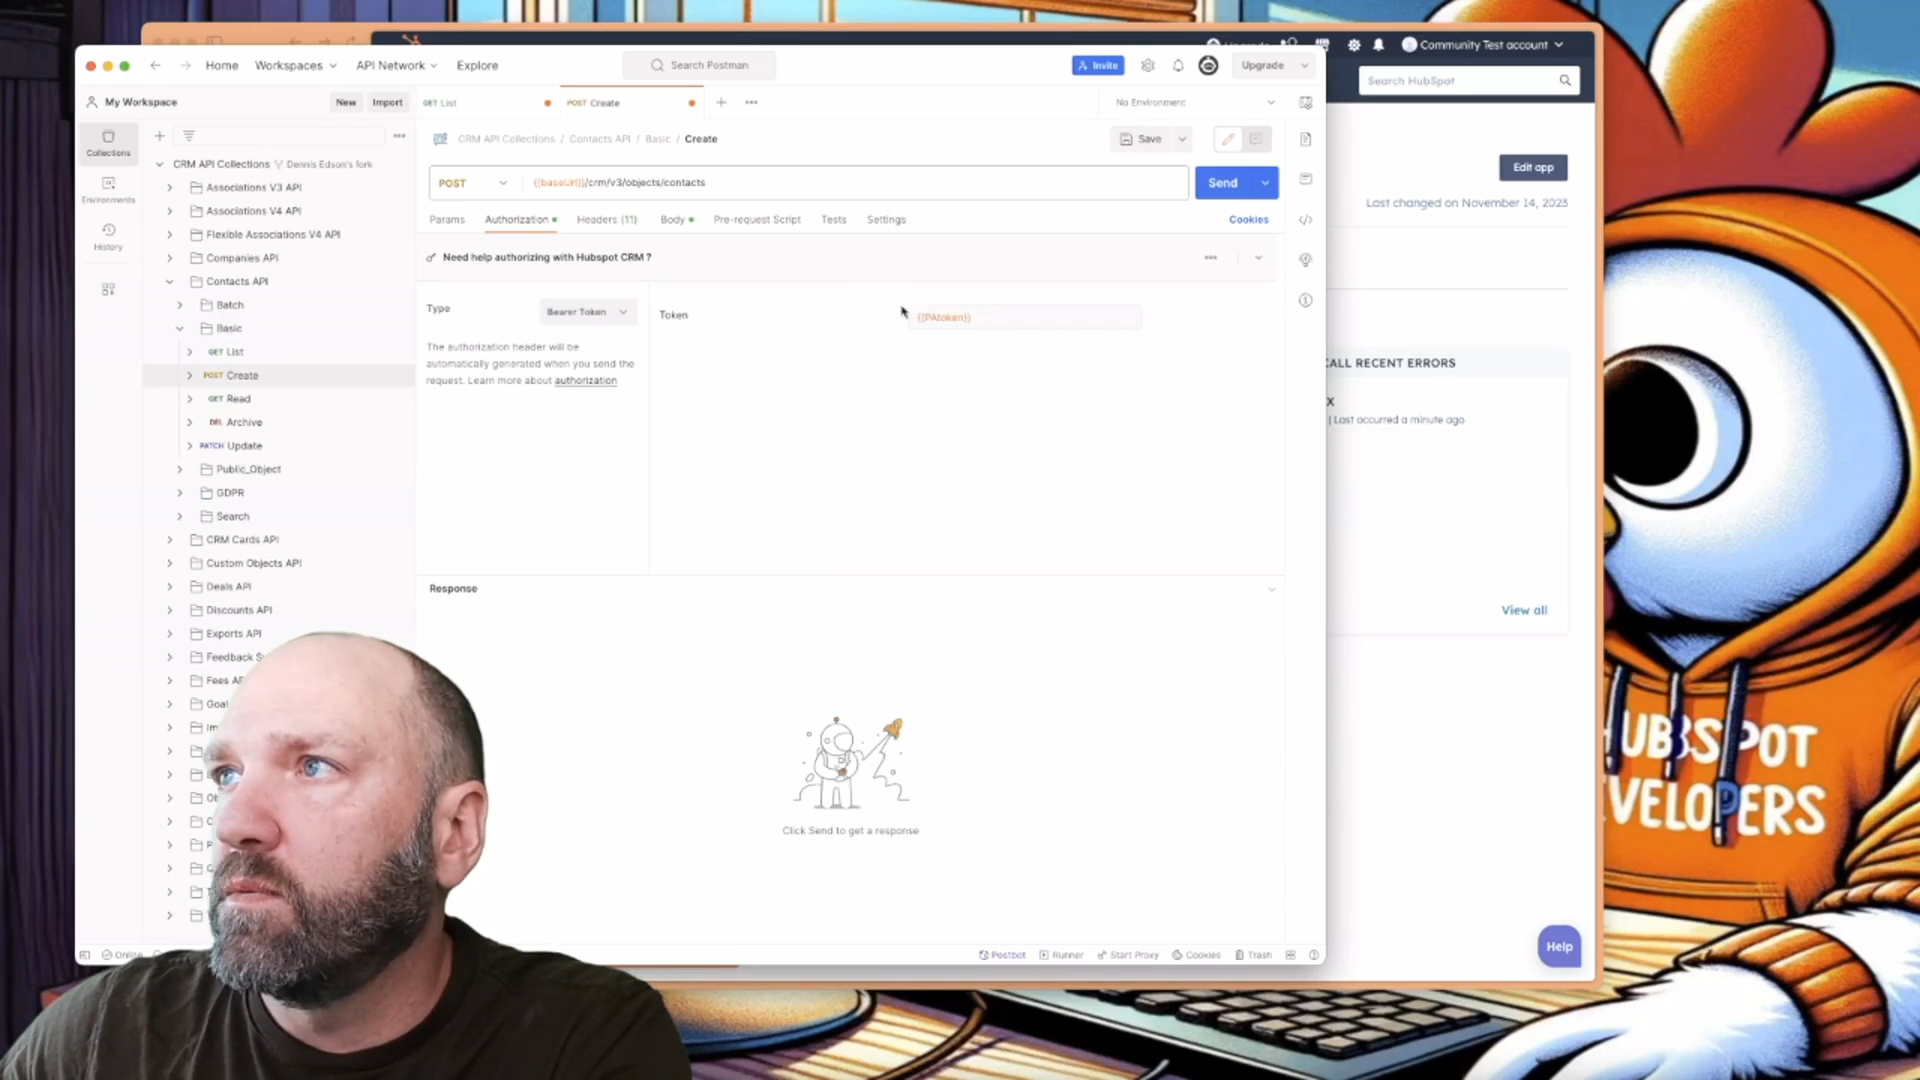 Community Test account
Home
Workspaces
API Network
Explore
Search Postman
Invite
Upgrade
Search HubSpot
My Workspace
New
Import
GET List
POST Create
No Environment
Collections
Environments
History
CRM API Collections
Dennis Edson's fork
Associations V3 API
Associations V4 API
Flexible Associations V4 API
Companies API
Contacts API
Batch
Basic
GET List
POST Create
GET Read
DEL Archive
PATCH Update
Public_Object
GDPR
Search
CRM Cards API
Custom Objects API
Deals API
Discounts API
Exports API
CRM API Collections / Contacts API / Basic / Create
Save
POST
{{baseUrl}}/crm/v3/objects/contacts
Send
Params
Authorization
Headers (11)
Body
Pre-request Script
Tests
Settings
Cookies
Need help authorizing with Hubspot CRM ?
Type
Bearer Token
Token
{{PAtoken}}
The authorization header will be
automatically generated when you send the
request. Learn more about authorization
Response
Click Send to get a response
Online
Postbot
Runner
Start Proxy
Cookies
Trash
Edit app
Last changed on November 14, 2023
CALL RECENT ERRORS
X
| Last occurred a minute ago
View all
Help